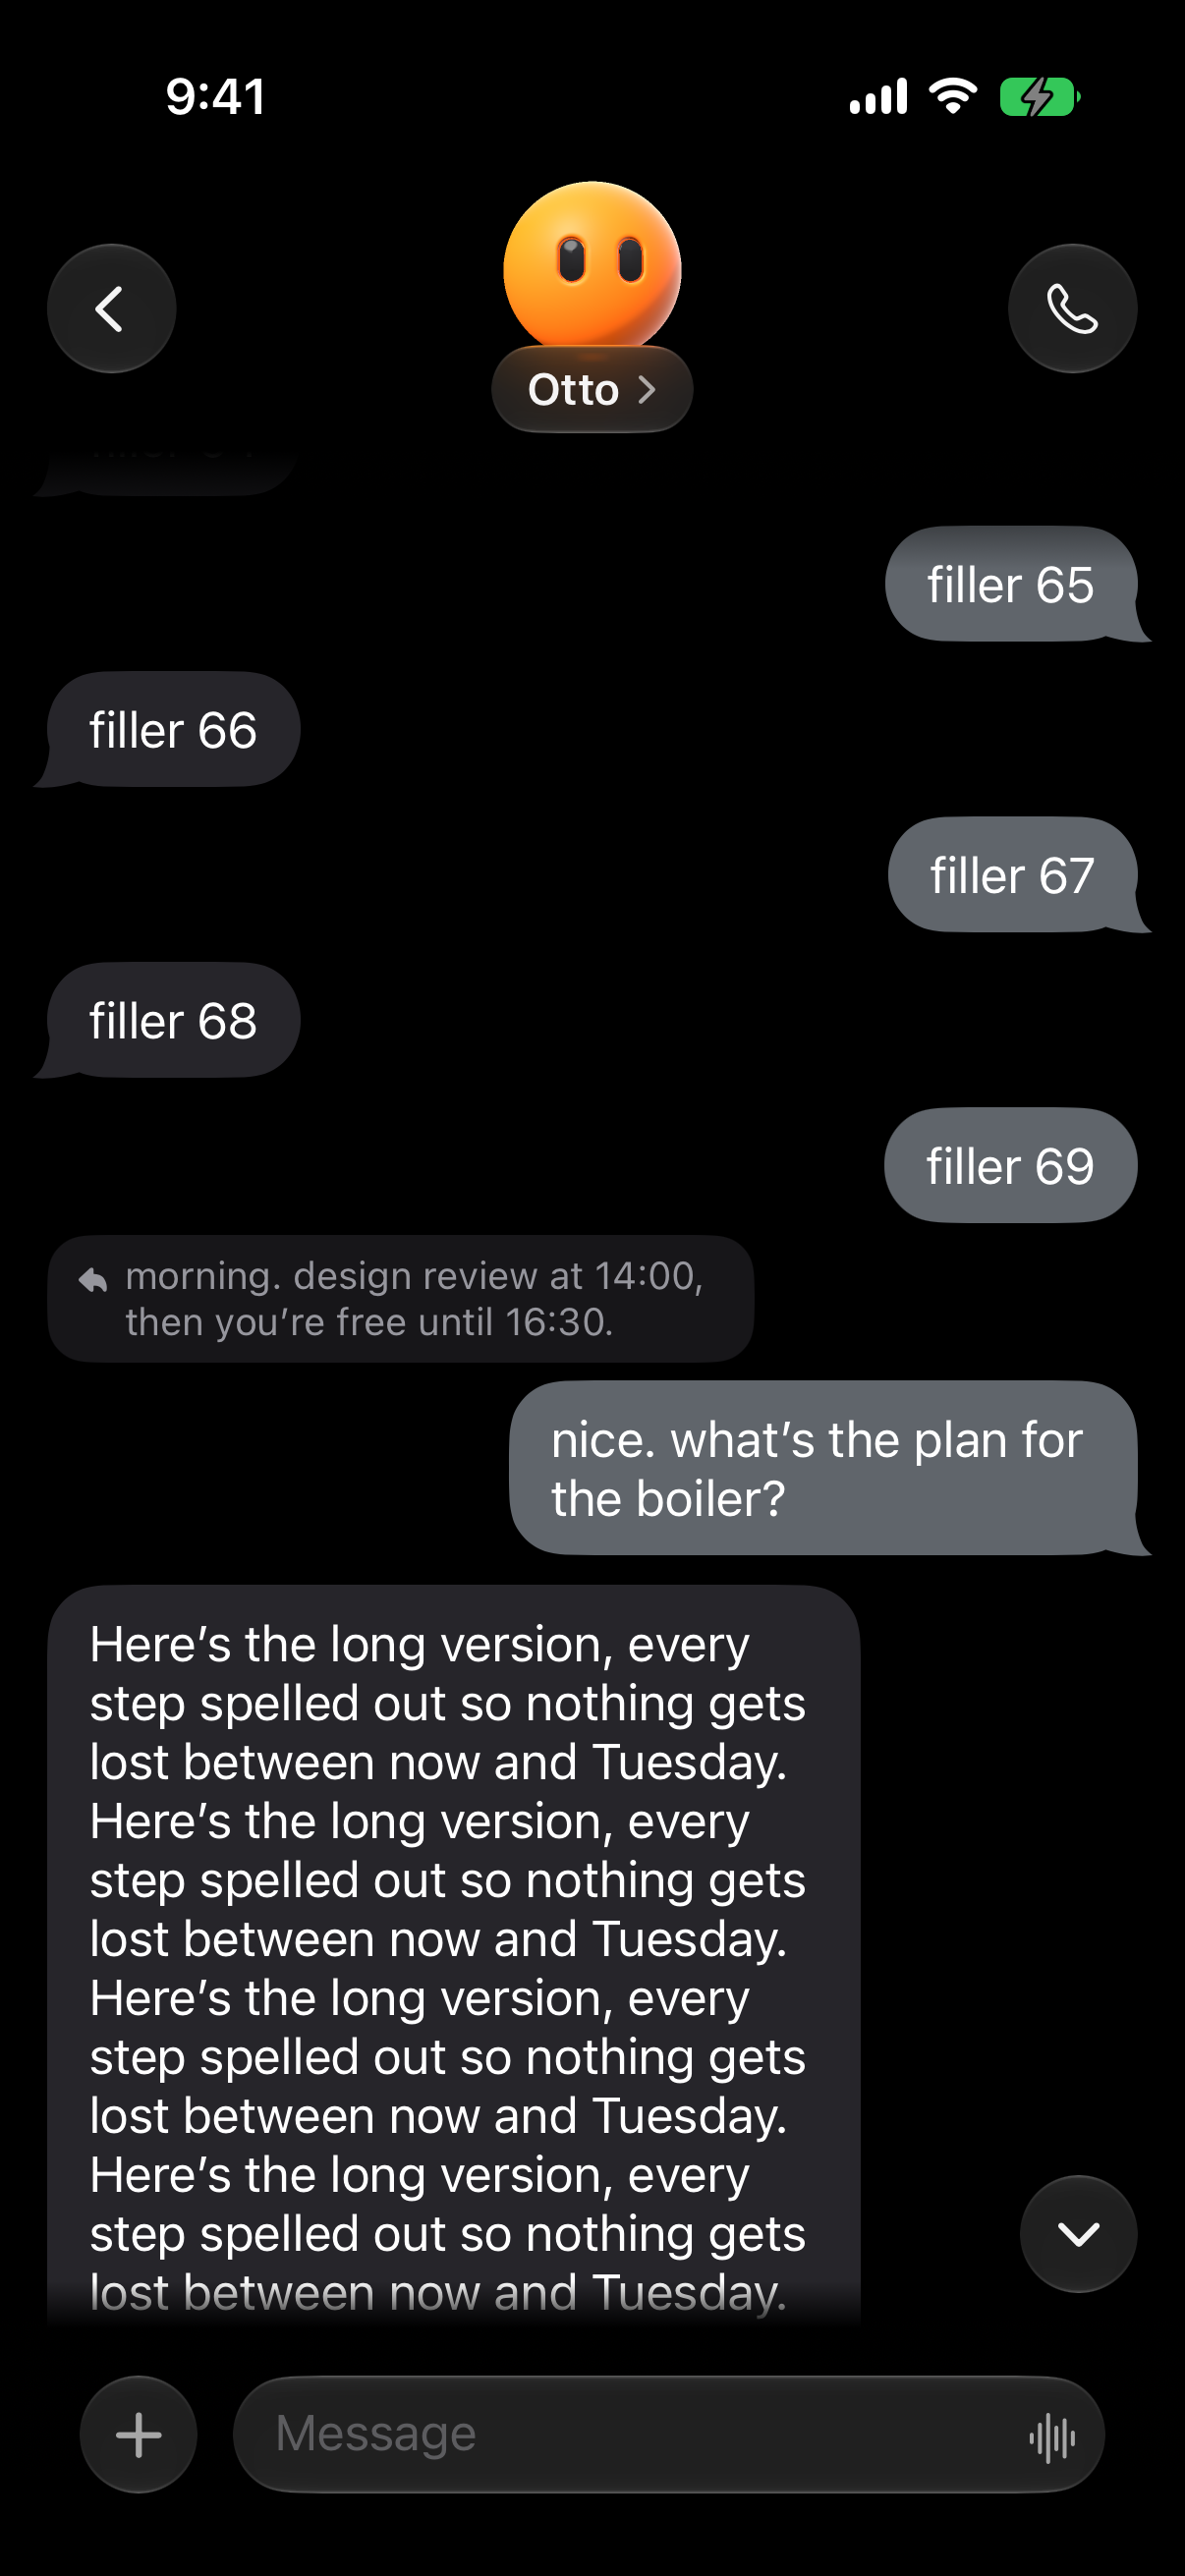 9:41
Otto
filler 65
filler 66
filler 67
filler 68
filler 69
morning. design review at 14:00,
then you’re free until 16:30.
nice. what’s the plan for
the boiler?
Here’s the long version, every
step spelled out so nothing gets
lost between now and Tuesday.
Here’s the long version, every
step spelled out so nothing gets
lost between now and Tuesday.
Here’s the long version, every
step spelled out so nothing gets
lost between now and Tuesday.
Here’s the long version, every
step spelled out so nothing gets
lost between now and Tuesday.
Message